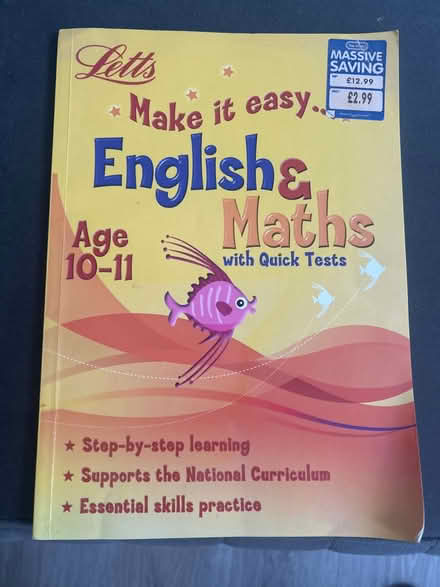 Letts
MASSIVE
SAVING
£12.99
£2.99
Make it easy...
English &
Maths
with Quick Tests
Age
10-11
★ Step-by-step learning
★ Supports the National Curriculum
★ Essential skills practice